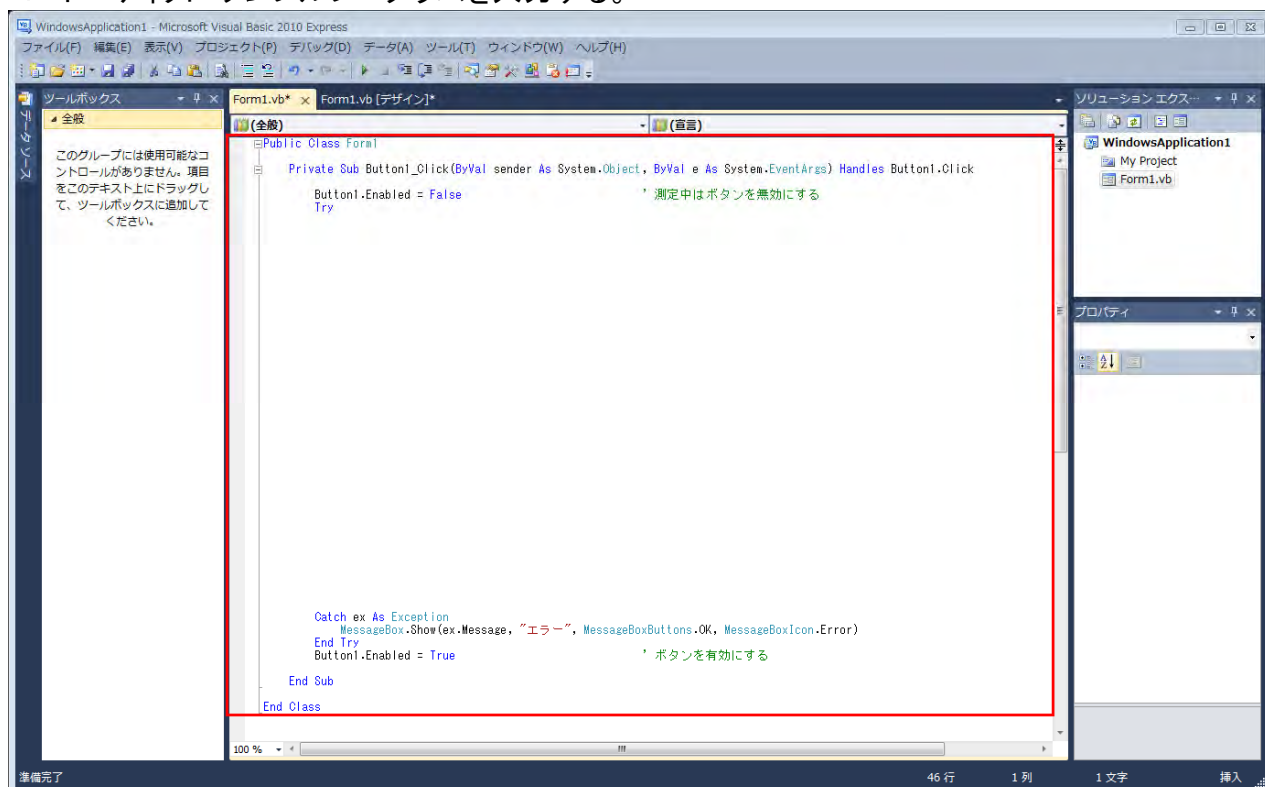 WindowsApplication1 - Microsoft Visual Basic 2010 Express
ファイル(F) 編集(E) 表示(V) プロジェクト(P) デバッグ(D) データ(A) ツール(T) ウィンドウ(W) ヘルプ(H)
データ ソース
ツールボックス
全般
このグループには使用可能なコ
ントロールがありません。項目
をこのテキスト上にドラッグし
て、ツールボックスに追加して
ください。
Form1.vb* Form1.vb [デザイン]*
(全般) (宣言)
Public Class Form1
Private Sub Button1_Click(ByVal sender As System.Object, ByVal e As System.EventArgs) Handles Button1.Click
Button1.Enabled = False ' 測定中はボタンを無効にする
Try
Catch ex As Exception
MessageBox.Show(ex.Message, "エラー", MessageBoxButtons.OK, MessageBoxIcon.Error)
End Try
Button1.Enabled = True ' ボタンを有効にする
End Sub
End Class
100 %
ソリューション エクス…
WindowsApplication1
My Project
Form1.vb
プロパティ
準備完了 46 行 1 列 1 文字 挿入